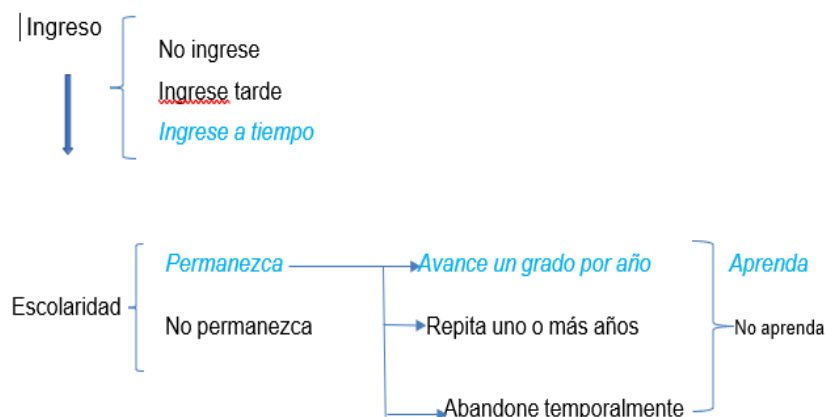 Ingreso
No ingrese
Ingrese tarde
Ingrese a tiempo
Permanezca
Avance un grado por año
Aprenda
Escolaridad
No permanezca
Repita uno o más años
No aprenda
Abandone temporalmente